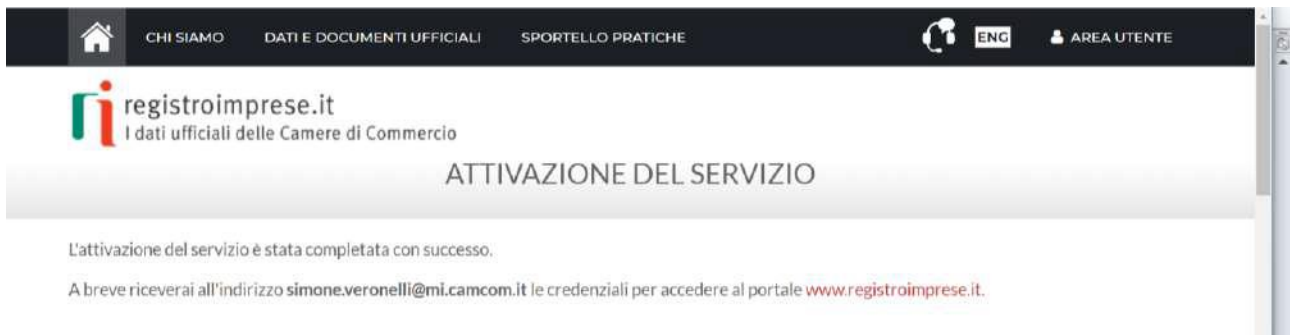 CHI SIAMO DATI E DOCUMENTI UFFICIALI SPORTELLO PRATICHE ENG AREA UTENTE
registroimprese.it
I dati ufficiali delle Camere di Commercio
ATTIVAZIONE DEL SERVIZIO
L'attivazione del servizio è stata completata con successo.
A breve riceverai all'indirizzo simone.veronelli@mi.camcom.it le credenziali per accedere al portale www.registroimprese.it.